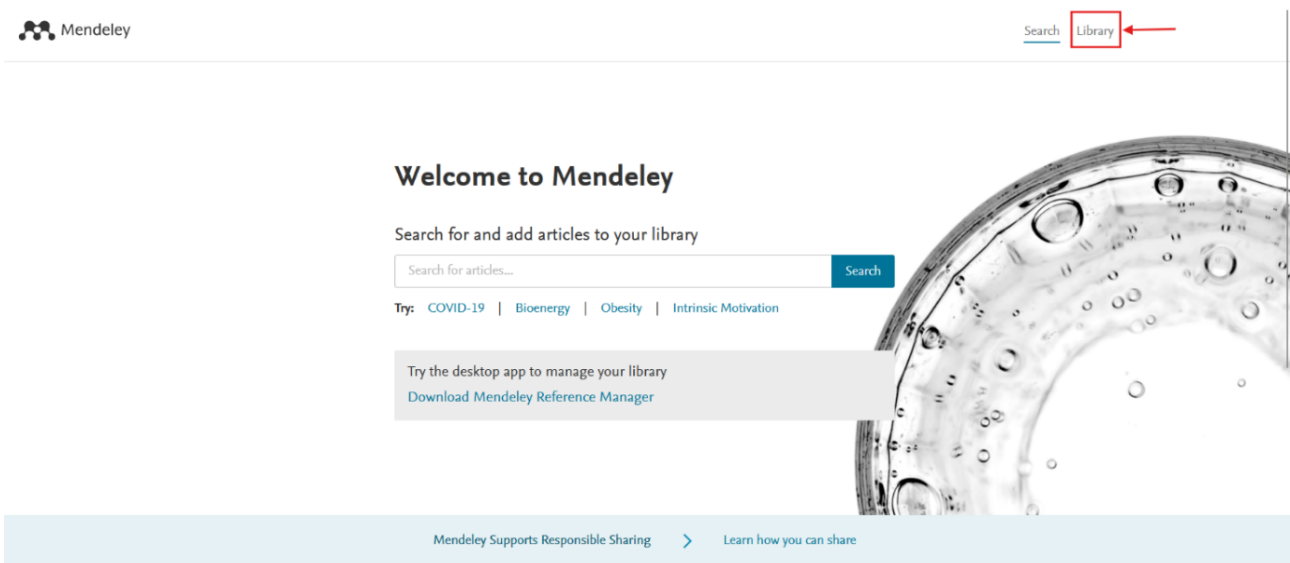 Mendeley
Search Library
Welcome to Mendeley
Search for and add articles to your library
Search for articles... Search
Try: COVID-19 | Bioenergy | Obesity | Intrinsic Motivation
Try the desktop app to manage your library
Download Mendeley Reference Manager
Mendeley Supports Responsible Sharing > Learn how you can share